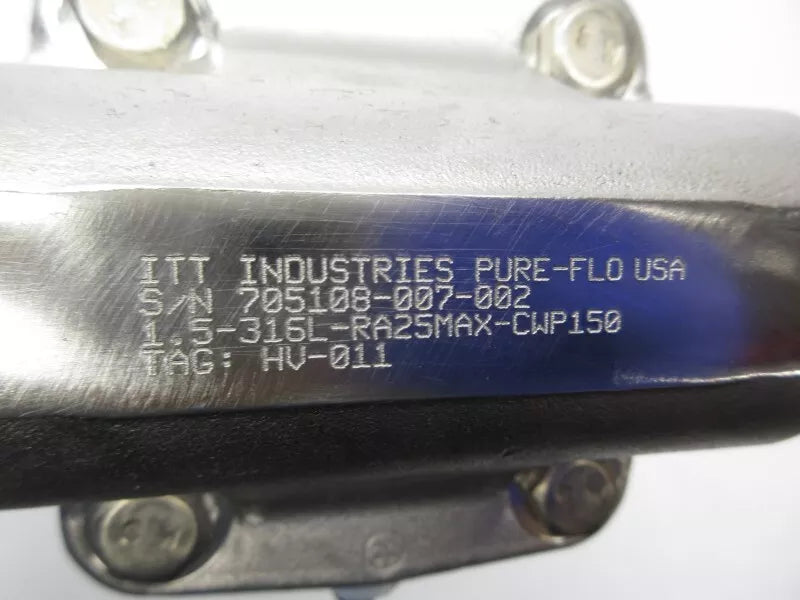 ITT INDUSTRIES PURE-FLO USA
S/N 705108-007-002
1.5-316L-RA25MAX-CWP150
TAG: HV-011